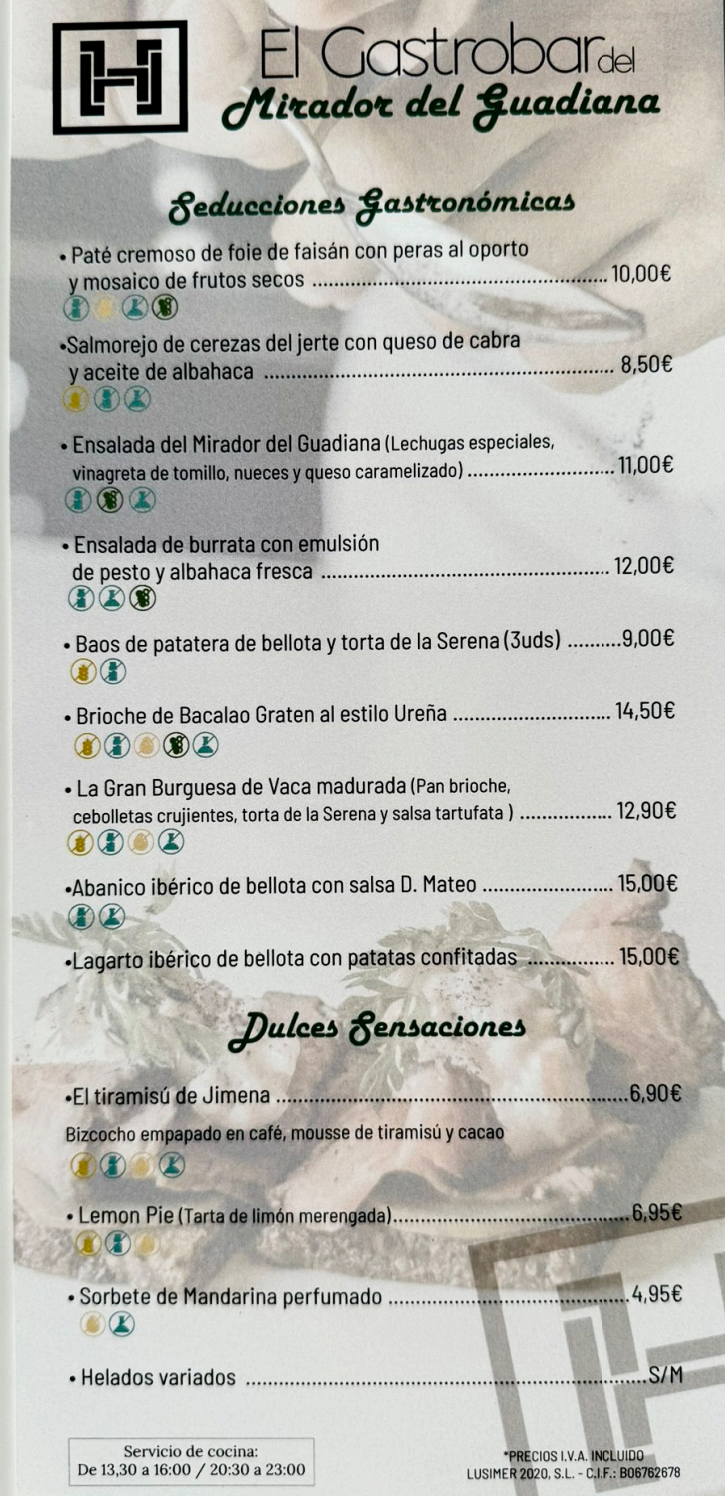 El Gastrobar del
Mirador del Guadiana
Seducciones Gastronómicas
• Paté cremoso de foie de faisán con peras al oporto
y mosaico de frutos secos ........................................................ 10,00€
•Salmorejo de cerezas del jerte con queso de cabra
y aceite de albahaca .................................................................. 8,50€
• Ensalada del Mirador del Guadiana (Lechugas especiales,
vinagreta de tomillo, nueces y queso caramelizado) ........................... 11,00€
• Ensalada de burrata con emulsión
de pesto y albahaca fresca ...................................................... 12,00€
• Baos de patatera de bellota y torta de la Serena (3uds) ..........9,00€
• Brioche de Bacalao Graten al estilo Ureña ............................. 14,50€
• La Gran Burguesa de Vaca madurada (Pan brioche,
cebolletas crujientes, torta de la Serena y salsa tartufata ) ................. 12,90€
•Abanico ibérico de bellota con salsa D. Mateo ........................ 15,00€
•Lagarto ibérico de bellota con patatas confitadas ................ 15,00€
Dulces Sensaciones
•El tiramisú de Jimena .................................................................6,90€
Bizcocho empapado en café, mousse de tiramisú y cacao
• Lemon Pie (Tarta de limón merengada)............................................6,95€
• Sorbete de Mandarina perfumado .............................................4,95€
• Helados variados ..........................................................................S/M
Servicio de cocina:
De 13,30 a 16:00 / 20:30 a 23:00
*PRECIOS I.V.A. INCLUIDO
LUSIMER 2020, S.L. - C.I.F.: B06762678